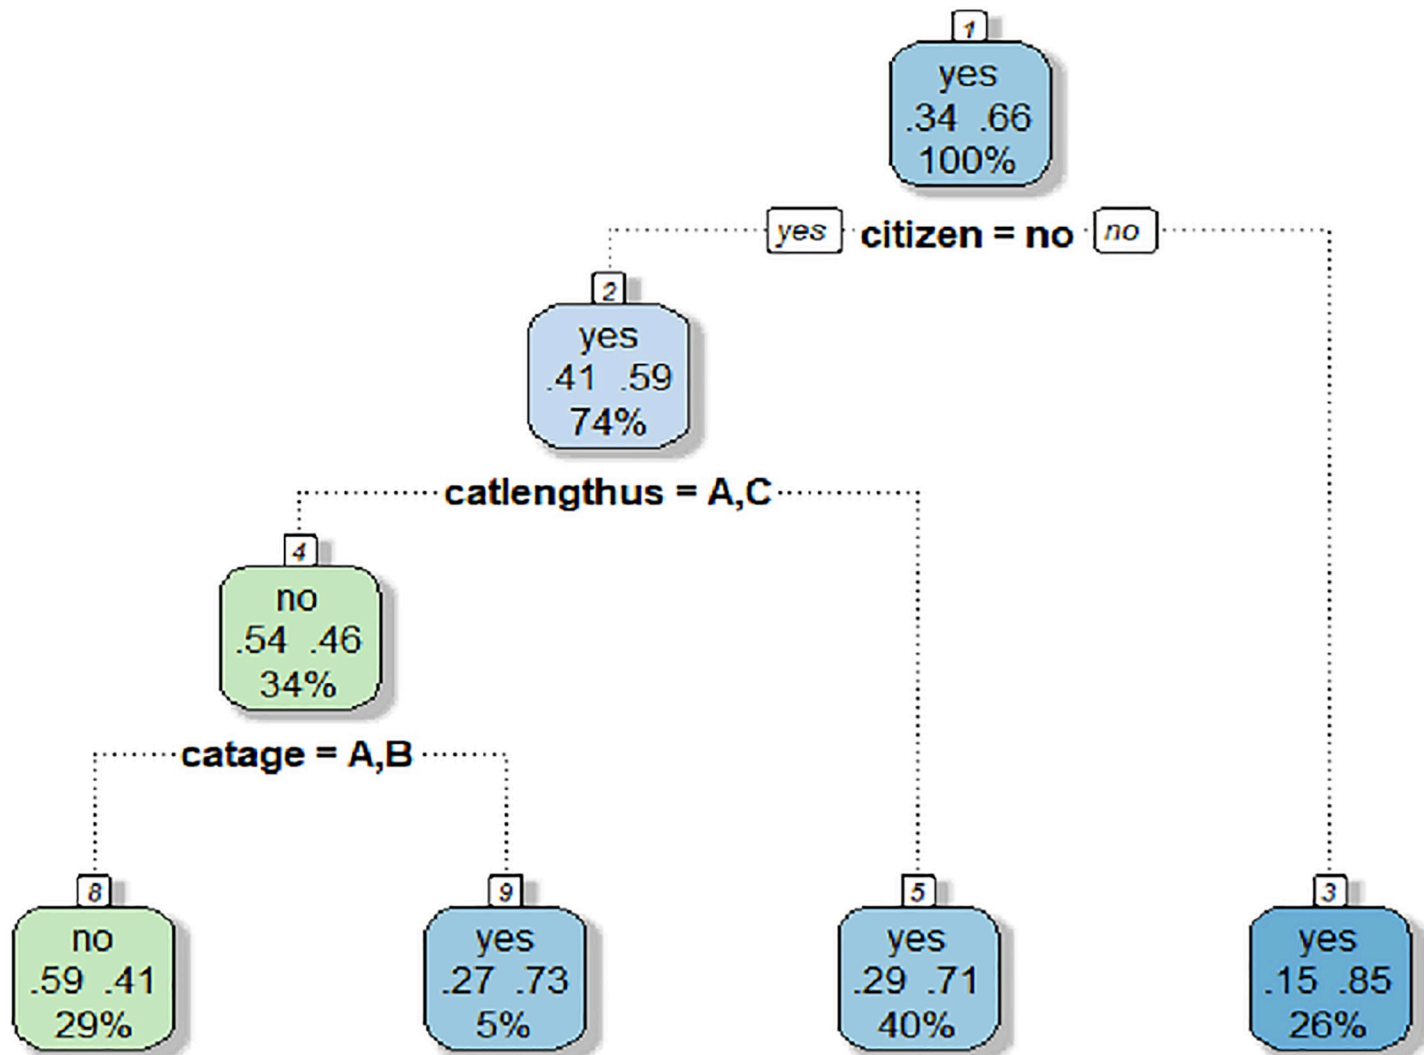 1
yes
.34 .66
100%
yes citizen = no no
2
yes
.41 .59
74%
catlengthus = A,C
4
no
.54 .46
34%
catage = A,B
8
no
.59 .41
29%
9
yes
.27 .73
5%
5
yes
.29 .71
40%
3
yes
.15 .85
26%